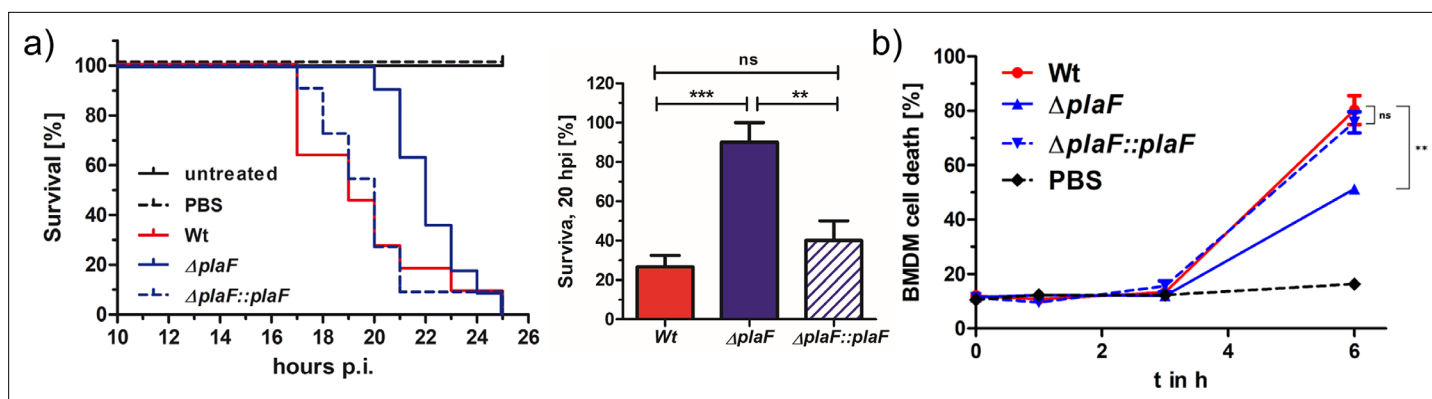 a)
Survival [%]
100
80
60
40
20
0
untreated
PBS
Wt
ΔplaF
ΔplaF::plaF
10 12 14 16 18 20 22 24 26
hours p.i.
Surviva, 20 hpi [%]
120
100
80
60
40
20
0
ns
*** **
Wt ΔplaF ΔplaF::plaF
b)
BMDM cell death [%]
100
80
60
40
20
0
Wt
ΔplaF
ΔplaF::plaF
PBS
ns
**
0 2 4 6
t in h